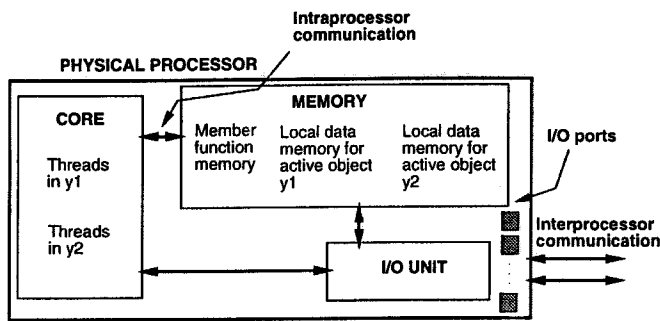 Intraprocessor
communication
PHYSICAL PROCESSOR
CORE
Threads
in y1
Threads
in y2
MEMORY
Member
function
memory
Local data
memory for
active object
y1
Local data
memory for
active object
y2
I/O ports
Interprocessor
communication
I/O UNIT